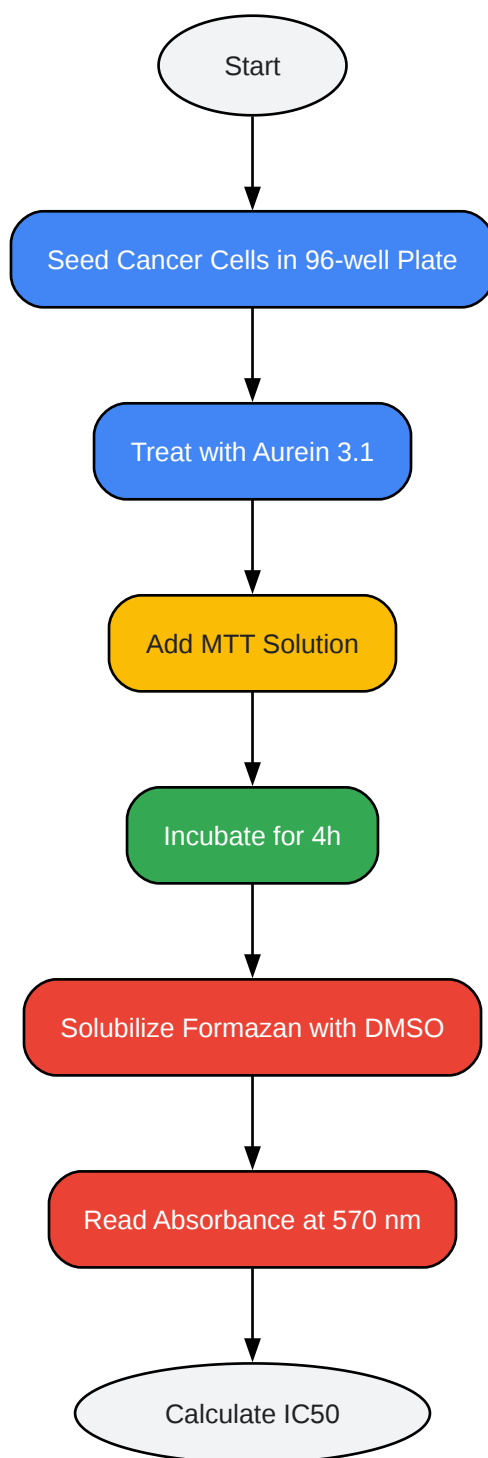 Start
Seed Cancer Cells in 96-well Plate
Treat with Aurein 3.1
Add MTT Solution
Incubate for 4h
Solubilize Formazan with DMSO
Read Absorbance at 570 nm
Calculate IC50